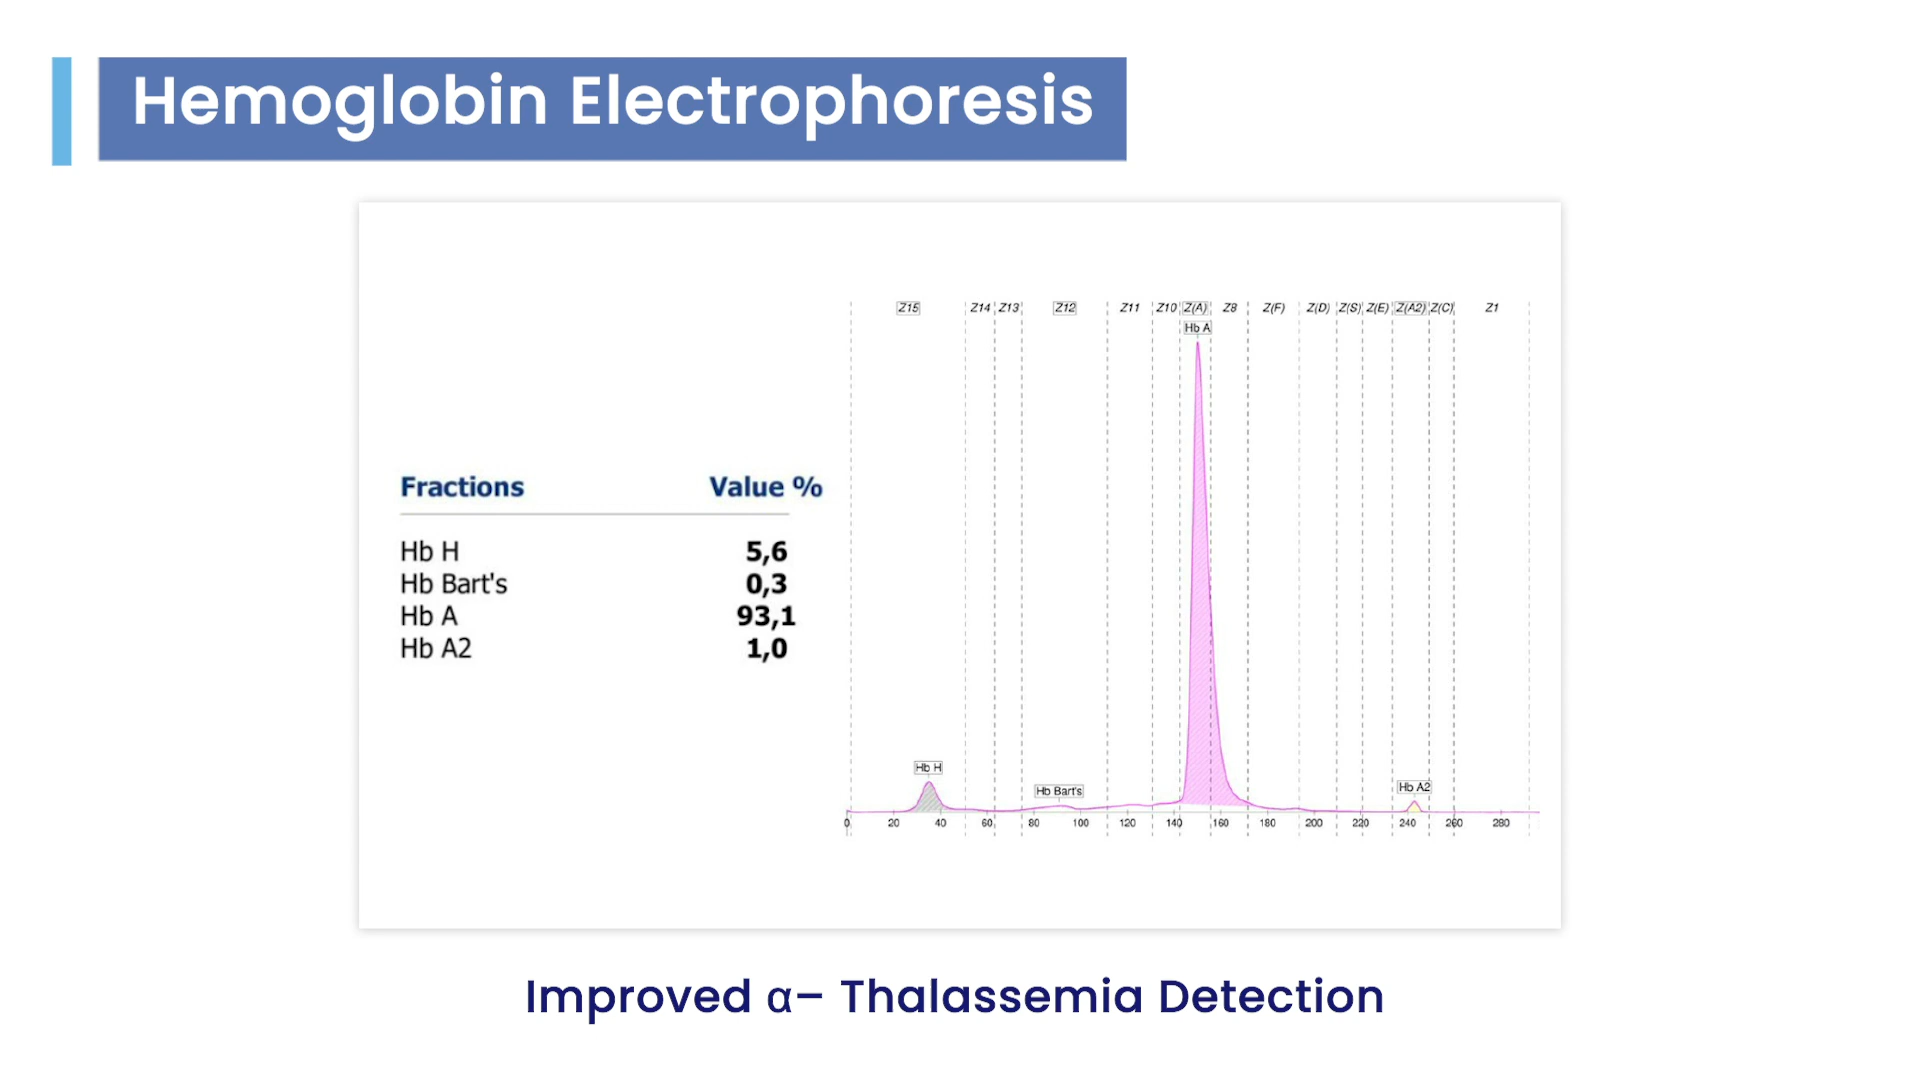 Hemoglobin Electrophoresis
Fractions Value %
Hb H 5,6
Hb Bart's 0,3
Hb A 93,1
Hb A2 1,0
Z15 Z14 Z13 Z12 Z11 Z10 Z(A) Z8 Z(F) Z(D) Z(S) Z(E) Z(A2) Z(C) Z1
Hb A
Hb H
Hb Bart's
Hb A2
0 20 40 60 80 100 120 140 160 180 200 220 240 260 280
Improved α– Thalassemia Detection